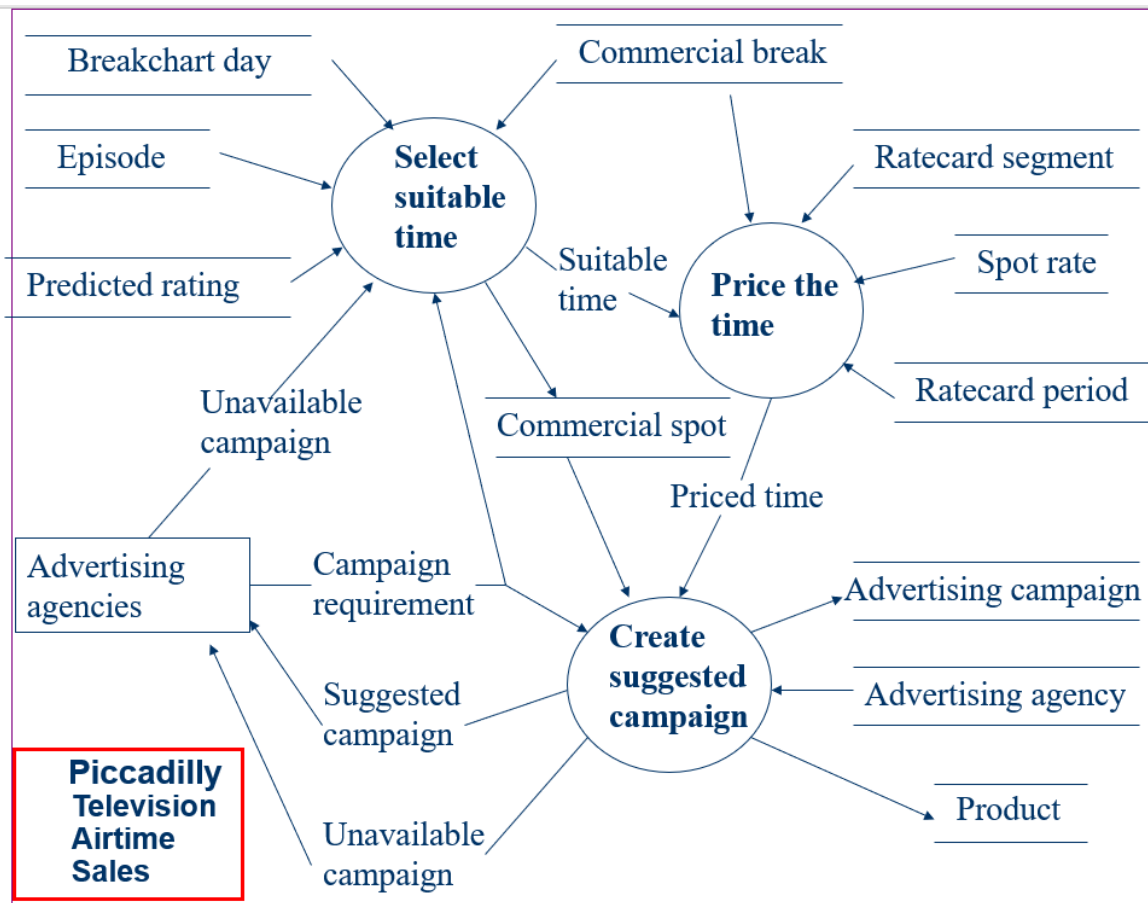 Breakchart day
Commercial break
Episode
Select
suitable
time
Ratecard segment
Predicted rating
Suitable
time
Price the
time
Spot rate
Unavailable
campaign
Commercial spot
Ratecard period
Priced time
Advertising
agencies
Campaign
requirement
Advertising campaign
Create
suggested
campaign
Suggested
campaign
Advertising agency
Piccadilly
Television
Airtime
Sales
Unavailable
campaign
Product